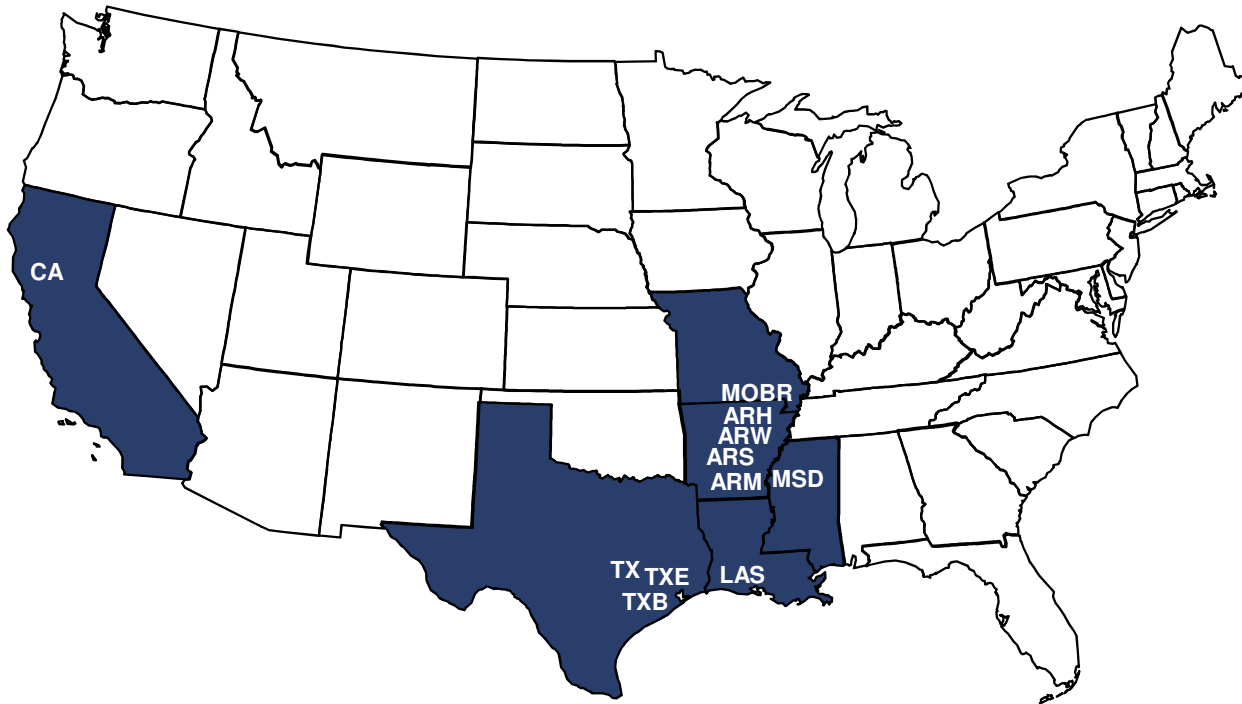 CA
MOBR
ARH
ARW
ARS
ARM MSD
TX TXE LAS
TXB